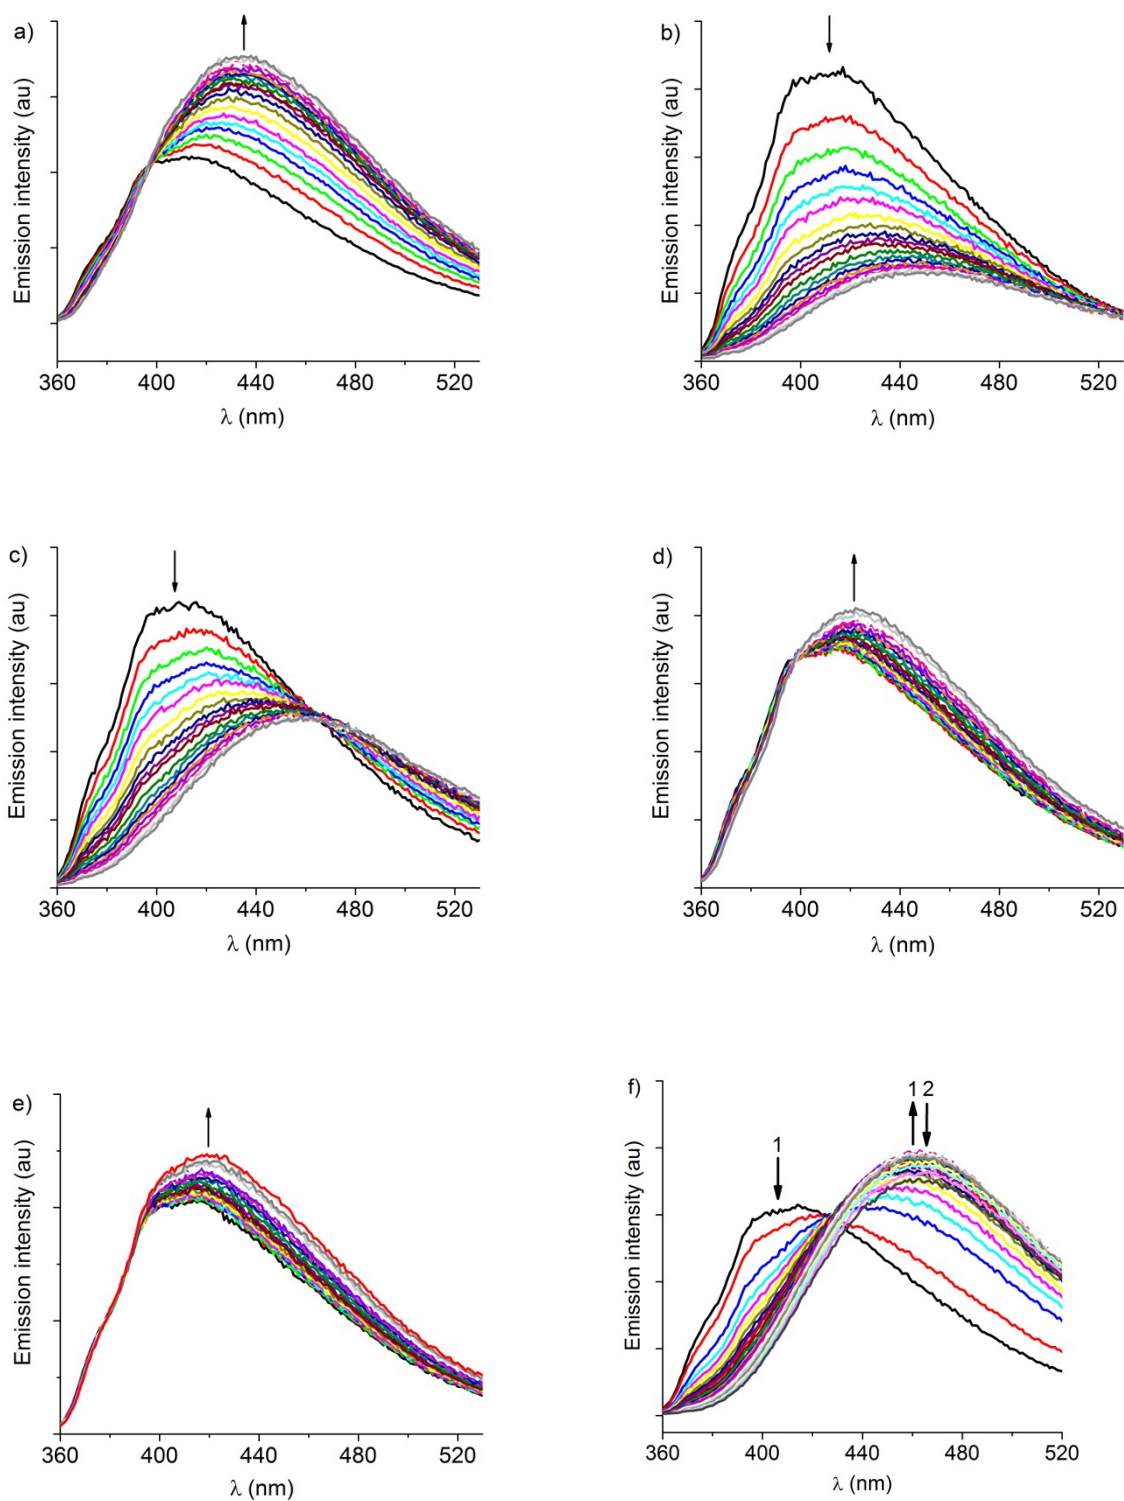 a)
Emission intensity (au)
360 400 440 480 520
λ (nm)
b)
Emission intensity (au)
360 400 440 480 520
λ (nm)
c)
Emission intensity (au)
360 400 440 480 520
λ (nm)
d)
Emission intensity (au)
360 400 440 480 520
λ (nm)
e)
Emission intensity (au)
360 400 440 480 520
λ (nm)
f)
1 2
1
Emission intensity (au)
360 400 440 480 520
λ (nm)